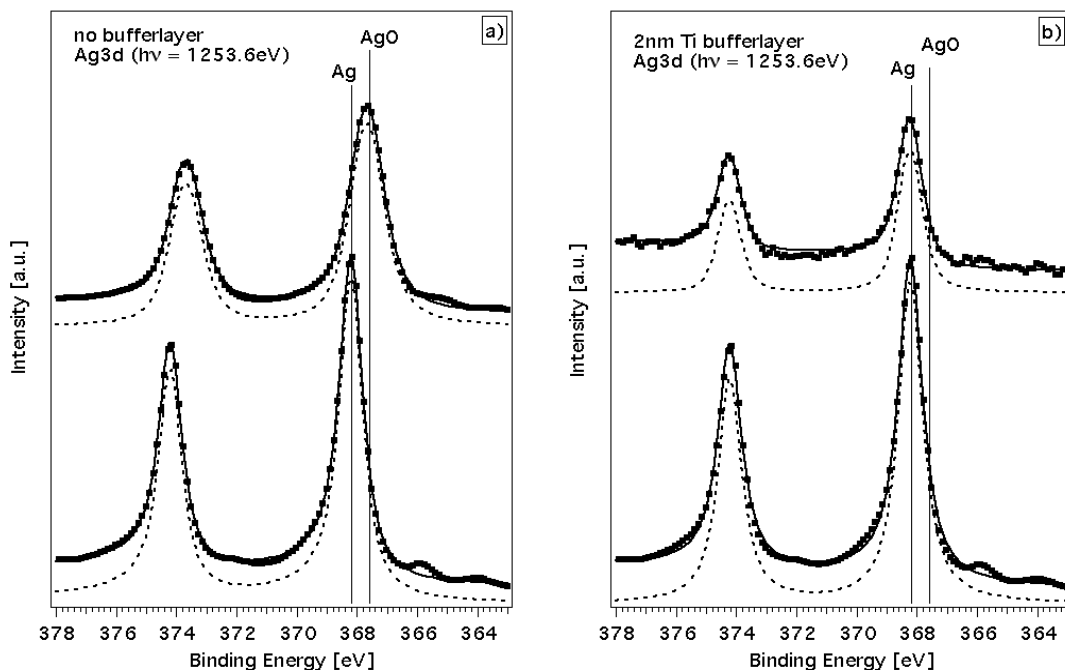 no bufferlayer
Ag3d (hν = 1253.6eV)
AgO
a)
Ag
Intensity [a.u.]
378 376 374 372 370 368 366 364
Binding Energy [eV]
2nm Ti bufferlayer
Ag3d (hν = 1253.6eV)
AgO
b)
Ag
Intensity [a.u.]
378 376 374 372 370 368 366 364
Binding Energy [eV]